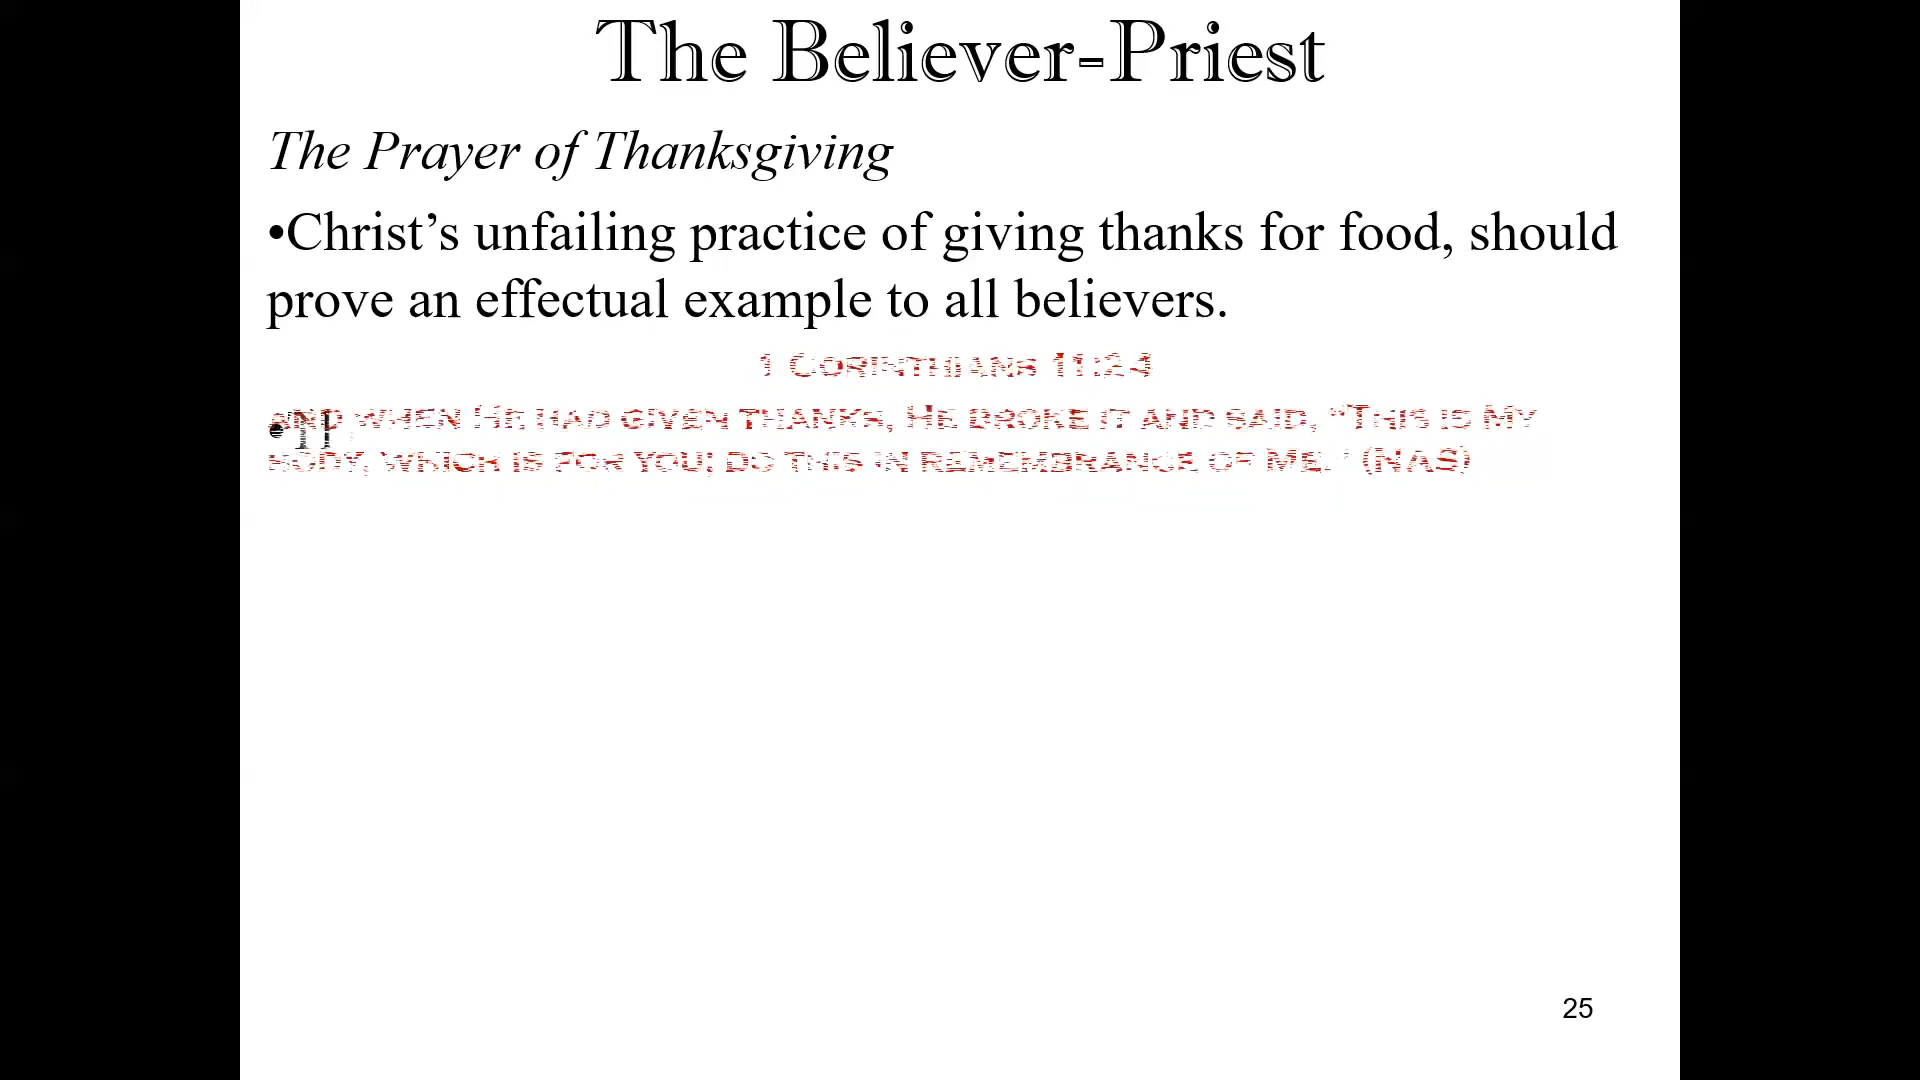 The Believer-Priest
The Prayer of Thanksgiving
•Christ’s unfailing practice of giving thanks for food, should
prove an effectual example to all believers.
1 Corinthians 11:24
and when He had given thanks, He broke it and said, “This is My
body, which is for you; do this in remembrance of Me.” (NAS)
25